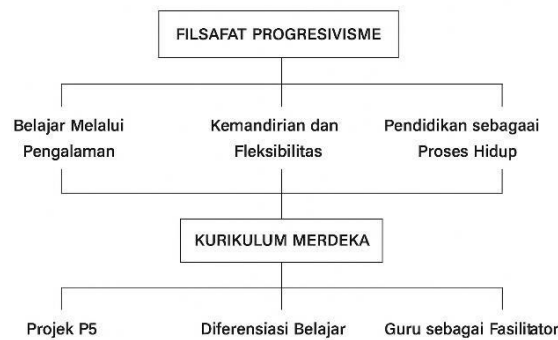 FILSAFAT PROGRESIVISME
Belajar Melalui
Pengalaman
Kemandirian dan
Fleksibilitas
Pendidikan sebagaai
Proses Hidup
KURIKULUM MERDEKA
Projek P5
Diferensiasi Belajar
Guru sebagai Fasilitator